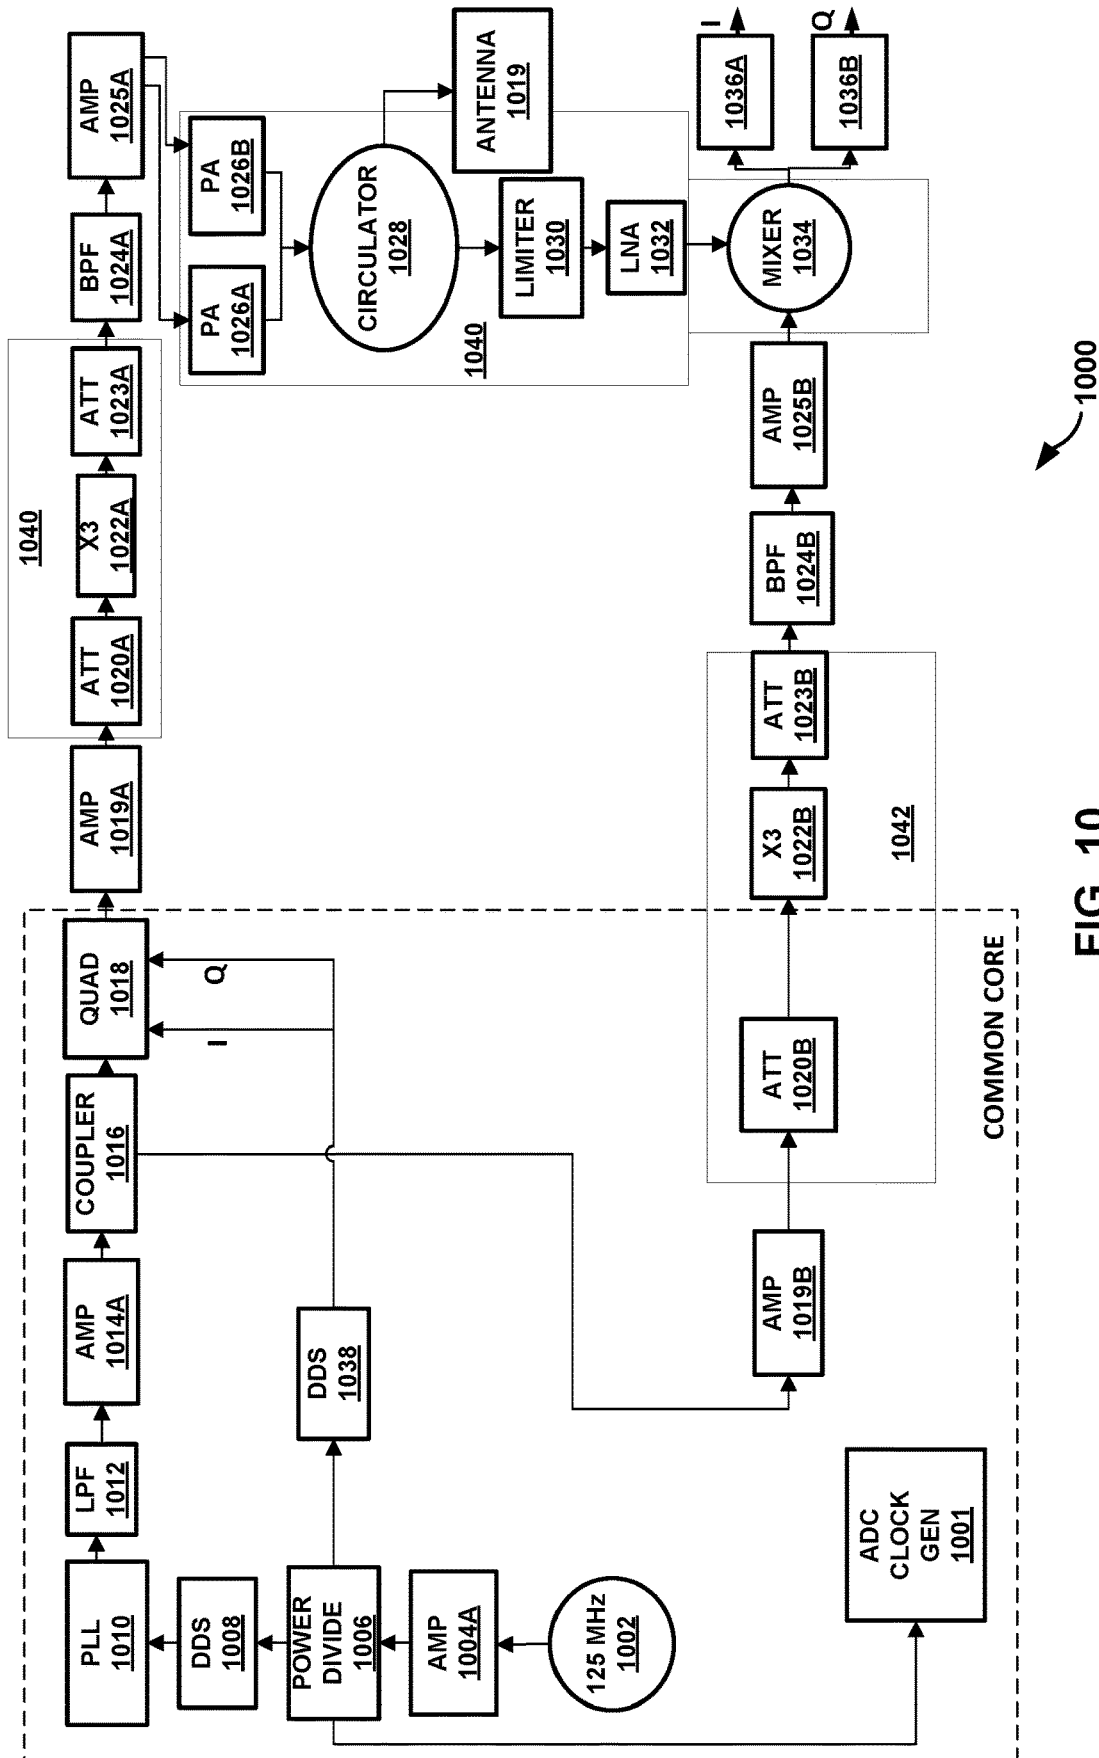 PLL
1010
LPF
1012
AMP
1014A
COUPLER
1016
QUAD
1018
AMP
1019A
ATT
1020A
X3
1022A
ATT
1023A
1040
BPF
1024A
AMP
1025A
DDS
1008
POWER
DIVIDE
1006
AMP
1004A
125 MHz
1002
DDS
1038
I
Q
PA
1026A
PA
1026B
CIRCULATOR
1028
ANTENNA
1019
LIMITER
1030
LNA
1032
1040
ADC
CLOCK
GEN
1001
AMP
1019B
ATT
1020B
X3
1022B
ATT
1023B
1042
BPF
1024B
AMP
1025B
MIXER
1034
1036A
I
1036B
Q
COMMON CORE
1000
FIG. 10